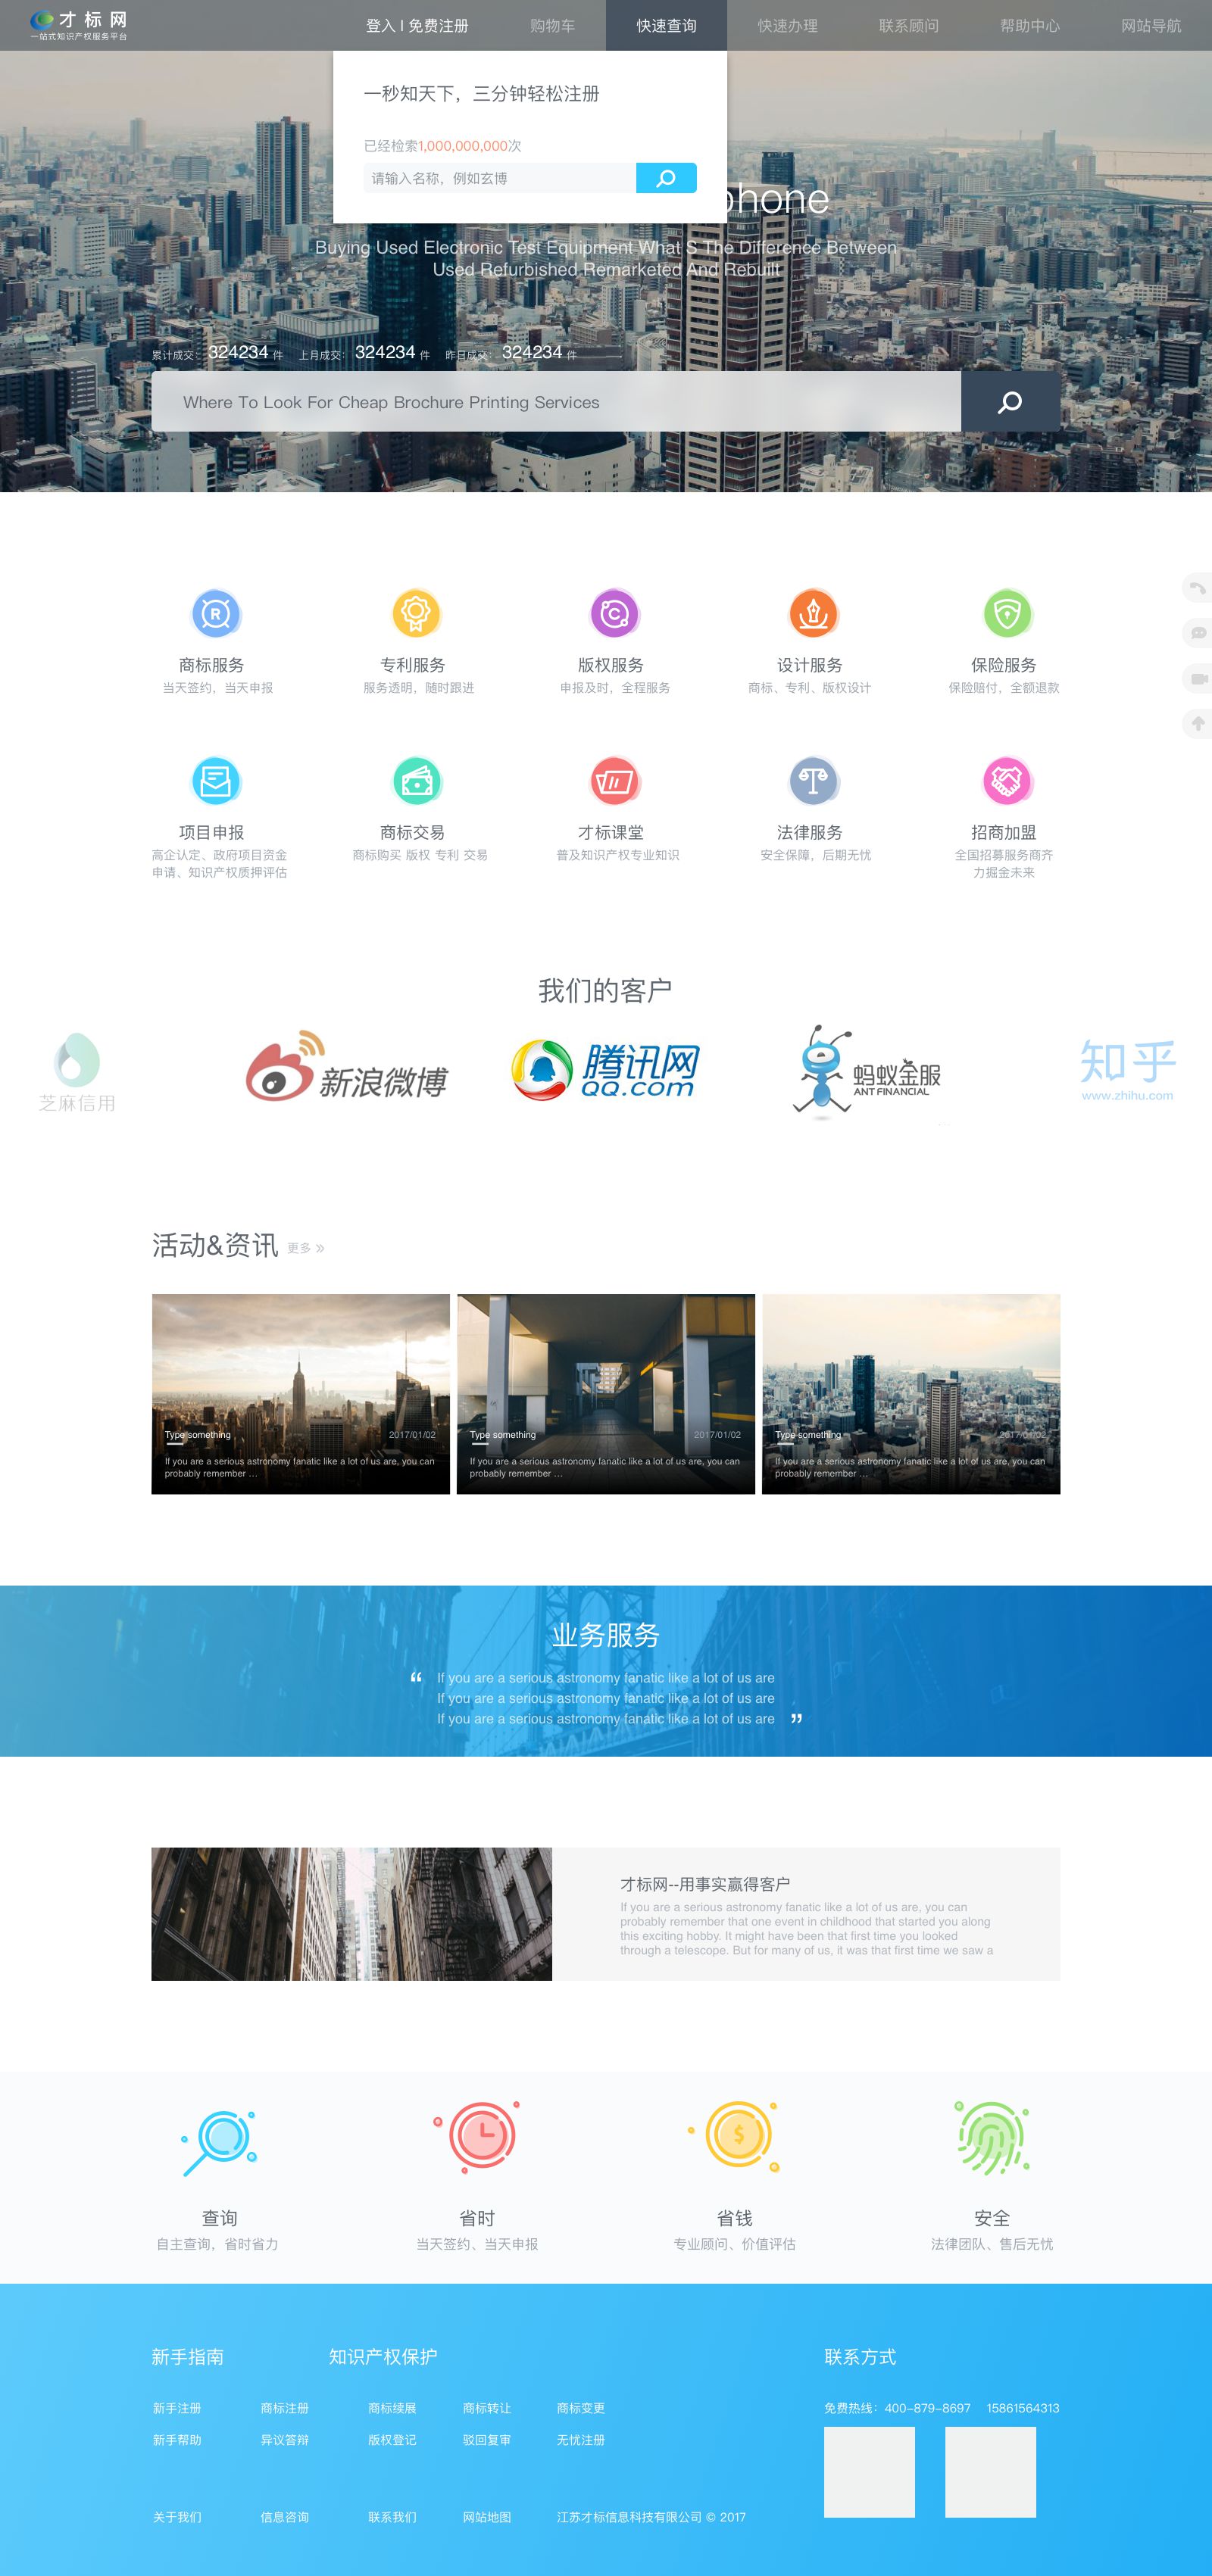 才标网
一站式知识产权服务平台
登入 | 免费注册
购物车
快速查询
快速办理
联系顾问
帮助中心
网站导航
一秒知天下，三分钟轻松注册
已经检索1,000,000,000次
请输入名称，例如玄博
phone
Buying Used Electronic Test Equipment What S The Difference Between
Used Refurbished Remarketed And Rebuilt
累计成交： 324234 件 上月成交： 324234 件 昨日成交： 324234 件
Where To Look For Cheap Brochure Printing Services
商标服务
当天签约，当天申报
专利服务
服务透明，随时跟进
版权服务
申报及时，全程服务
设计服务
商标、专利、版权设计
保险服务
保险赔付，全额退款
项目申报
高企认定、政府项目资金
申请、知识产权质押评估
商标交易
商标购买 版权 专利 交易
才标课堂
普及知识产权专业知识
法律服务
安全保障，后期无忧
招商加盟
全国招募服务商齐
力掘金未来
我们的客户
芝麻信用
新浪微博
腾讯网
QQ.com
蚂蚁金服
ANT FINANCIAL
知乎
www.zhihu.com
活动&资讯 更多 »
Type something 2017/01/02
If you are a serious astronomy fanatic like a lot of us are, you can
probably remember ...
Type something 2017/01/02
If you are a serious astronomy fanatic like a lot of us are, you can
probably remember ...
Type something 2017/01/02
If you are a serious astronomy fanatic like a lot of us are, you can
probably remember ...
业务服务
“ If you are a serious astronomy fanatic like a lot of us are
If you are a serious astronomy fanatic like a lot of us are
If you are a serious astronomy fanatic like a lot of us are ”
才标网--用事实赢得客户
If you are a serious astronomy fanatic like a lot of us are, you can
probably remember that one event in childhood that started you along
this exciting hobby. It might have been that first time you looked
through a telescope. But for many of us, it was that first time we saw a
查询
自主查询，省时省力
省时
当天签约、当天申报
省钱
专业顾问、价值评估
安全
法律团队、售后无忧
新手指南
知识产权保护
联系方式
新手注册 商标注册 商标续展 商标转让 商标变更
免费热线：400-879-8697 15861564313
新手帮助 异议答辩 版权登记 驳回复审 无忧注册
关于我们 信息咨询 联系我们 网站地图 江苏才标信息科技有限公司 © 2017